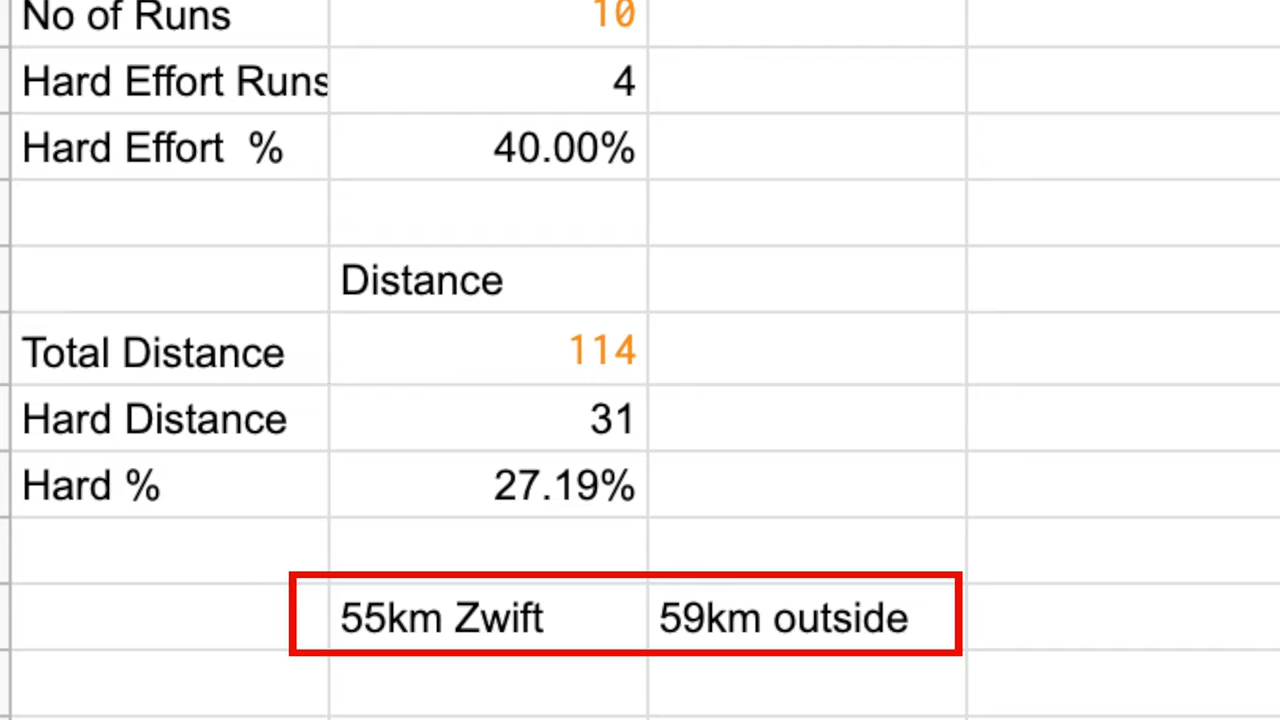 No of Runs 10
Hard Effort Runs 4
Hard Effort % 40.00%
Distance
Total Distance 114
Hard Distance 31
Hard % 27.19%
55km Zwift 59km outside